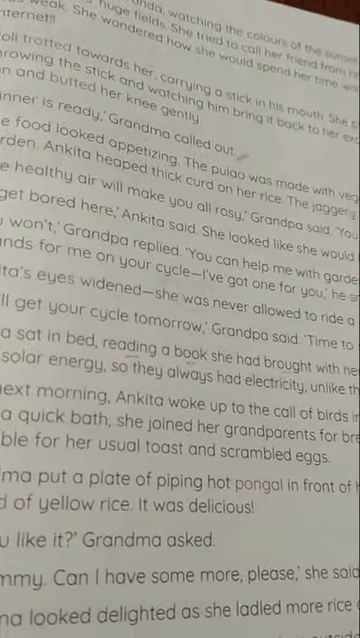 nda, watching the colours of the sunset
weak. She wondered how she would spend her time with
huge fields. She tried to call her friend from
nternet!!
oli trotted towards her, carrying a stick in his mouth. She
rowing the stick and watching him bring it back to her
n and butted her knee gently.
inner is ready,' Grandma called out.
e food looked appetizing. The pulao was made with veg
rden. Ankita heaped thick curd on her rice. The jaggery
e healthy air will make you all rosy,' Grandpa said. 'You
get bored here,' Ankita said. She looked like she would
won't,' Grandpa replied. 'You can help me with garde
ands for me on your cycle—I've got one for you,' he
ta's eyes widened—she was never allowed to ride a
ll get your cycle tomorrow,' Grandpa said. 'Time to
a sat in bed, reading a book she had brought with he
solar energy, so they always had electricity, unlike th
ext morning, Ankita woke up to the call of birds in
a quick bath, she joined her grandparents for bre
ble for her usual toast and scrambled eggs.
ma put a plate of piping hot pongal in front of h
d of yellow rice. It was delicious!
u like it?' Grandma asked.
mmy. Can I have some more, please,' she said
na looked delighted as she ladled more rice